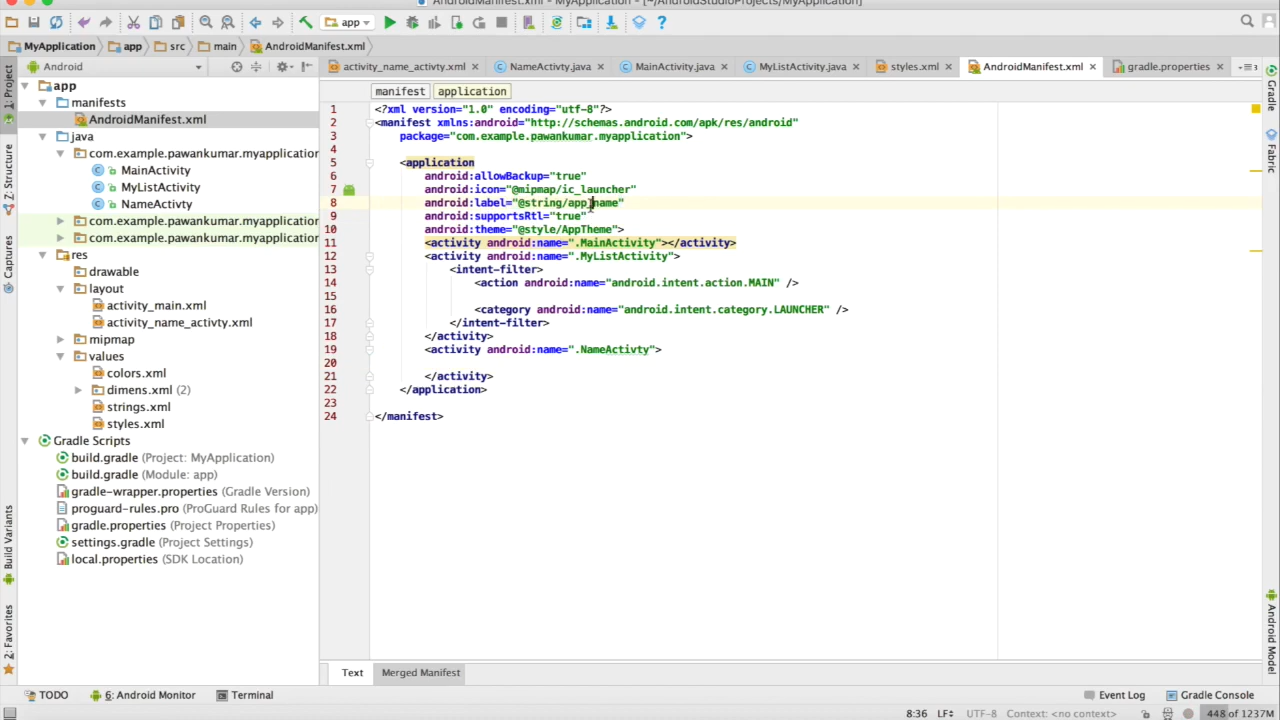 AndroidManifest.xml - MyApplication - [~/AndroidStudioProjects/MyApplication]
app
MyApplication app src main AndroidManifest.xml
Android
activity_name_activty.xml NameActivty.java MainActivity.java MyListActivity.java styles.xml AndroidManifest.xml gradle.properties
manifest application
1: Project
Z: Structure
Captures
Build Variants
2: Favorites
app
manifests
AndroidManifest.xml
java
com.example.pawankumar.myapplication
MainActivity
MyListActivity
NameActivty
com.example.pawankumar.myapplication
com.example.pawankumar.myapplication
res
drawable
layout
activity_main.xml
activity_name_activty.xml
mipmap
values
colors.xml
dimens.xml (2)
strings.xml
styles.xml
Gradle Scripts
build.gradle (Project: MyApplication)
build.gradle (Module: app)
gradle-wrapper.properties (Gradle Version)
proguard-rules.pro (ProGuard Rules for app)
gradle.properties (Project Properties)
settings.gradle (Project Settings)
local.properties (SDK Location)
1 <?xml version="1.0" encoding="utf-8"?>
2 <manifest xmlns:android="http://schemas.android.com/apk/res/android"
3 package="com.example.pawankumar.myapplication">
4
5 <application
6 android:allowBackup="true"
7 android:icon="@mipmap/ic_launcher"
8 android:label="@string/app_name"
9 android:supportsRtl="true"
10 android:theme="@style/AppTheme">
11 <activity android:name=".MainActivity"></activity>
12 <activity android:name=".MyListActivity">
13 <intent-filter>
14 <action android:name="android.intent.action.MAIN" />
15
16 <category android:name="android.intent.category.LAUNCHER" />
17 </intent-filter>
18 </activity>
19 <activity android:name=".NameActivty">
20
21 </activity>
22 </application>
23
24 </manifest>
Gradle
Fabric
Android Model
Text Merged Manifest
TODO 6: Android Monitor Terminal Event Log Gradle Console
8:36 LF UTF-8 Context: <no context> 448 of 1237M